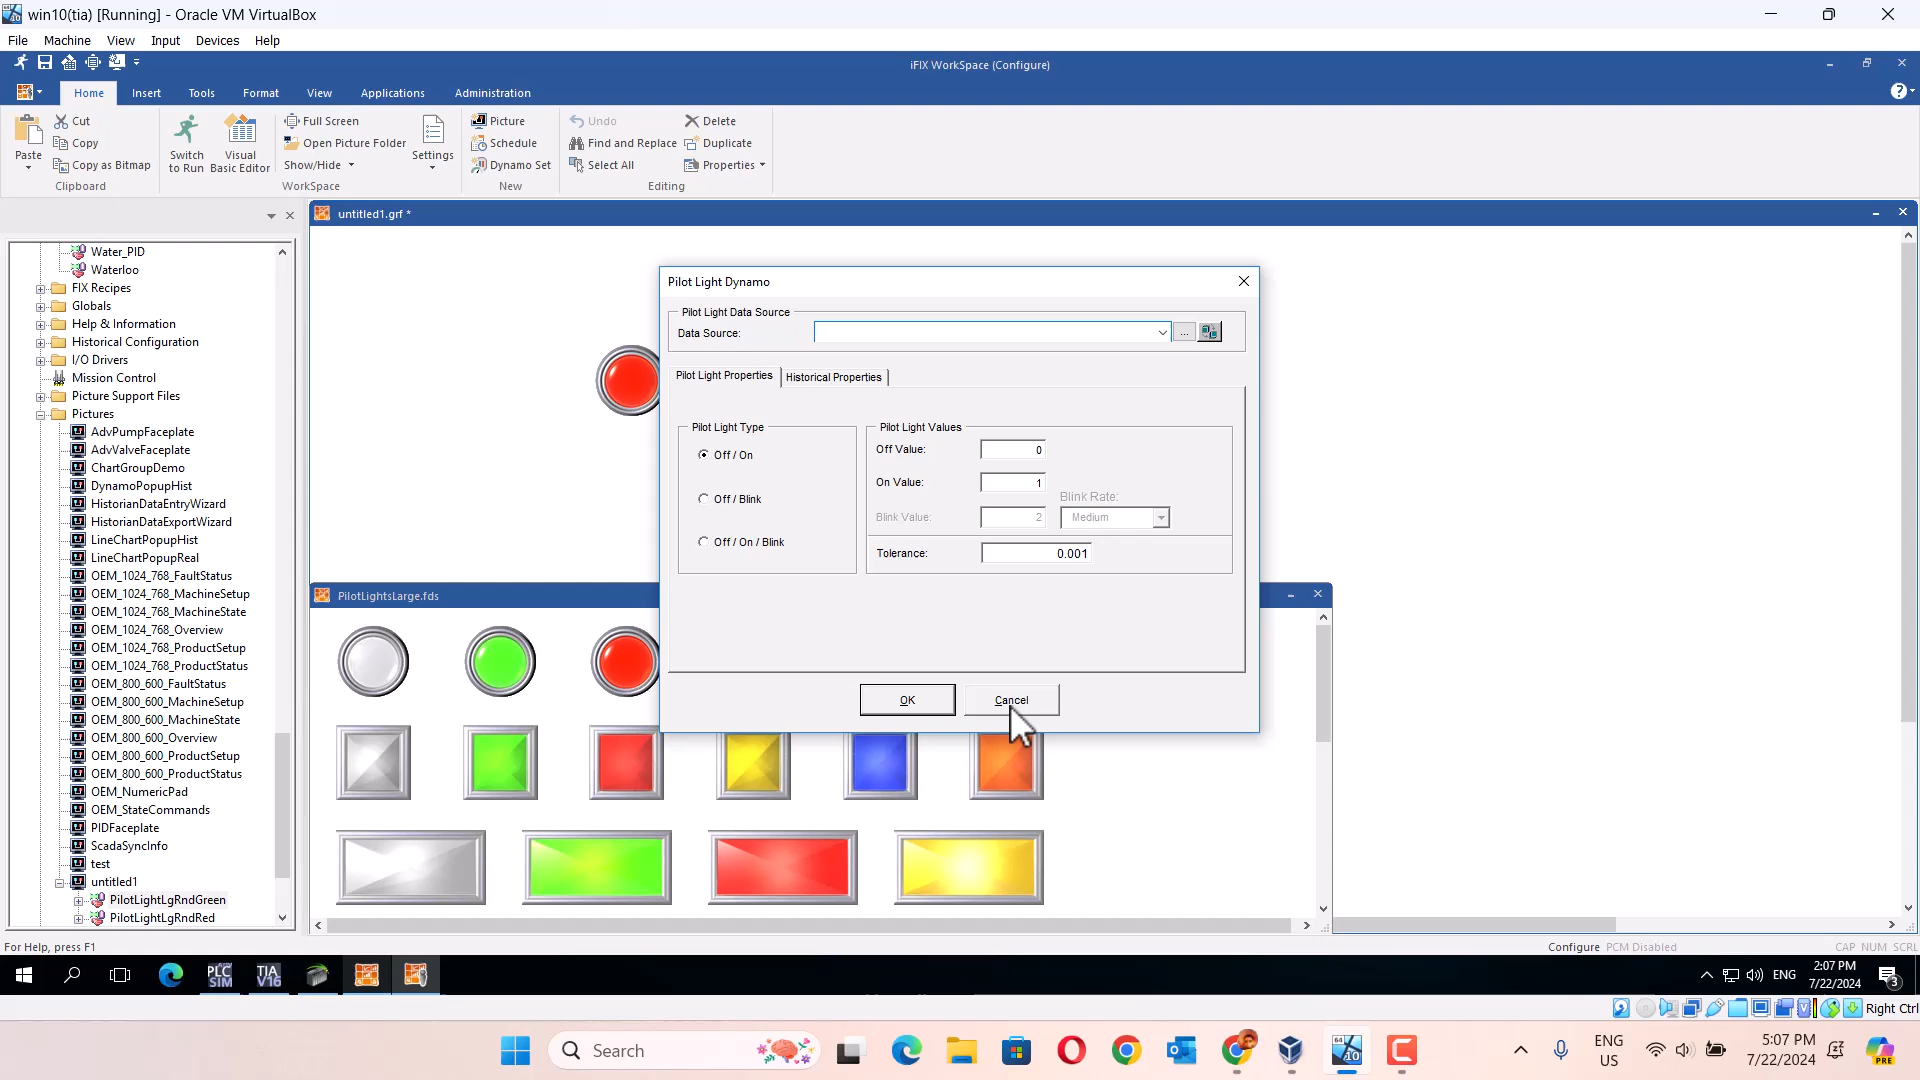 win10(tia) [Running] - Oracle VM VirtualBox
File Machine View Input Devices Help
iFIX WorkSpace (Configure)
Home Insert Tools Format View Applications Administration
Paste
Cut
Copy
Copy as Bitmap
Clipboard
Switch to Run
Visual Basic Editor
Full Screen
Open Picture Folder
Show/Hide
Settings
WorkSpace
Picture
Schedule
Dynamo Set
New
Undo
Find and Replace
Select All
Delete
Duplicate
Properties
Editing
untitled1.grf *
Water_PID
Waterloo
FIX Recipes
Globals
Help & Information
Historical Configuration
I/O Drivers
Mission Control
Picture Support Files
Pictures
AdvPumpFaceplate
AdvValveFaceplate
ChartGroupDemo
DynamoPopupHist
HistorianDataEntryWizard
HistorianDataExportWizard
LineChartPopupHist
LineChartPopupReal
OEM_1024_768_FaultStatus
OEM_1024_768_MachineSetup
OEM_1024_768_MachineState
OEM_1024_768_Overview
OEM_1024_768_ProductSetup
OEM_1024_768_ProductStatus
OEM_800_600_FaultStatus
OEM_800_600_MachineSetup
OEM_800_600_MachineState
OEM_800_600_Overview
OEM_800_600_ProductSetup
OEM_800_600_ProductStatus
OEM_NumericPad
OEM_StateCommands
PIDFaceplate
ScadaSyncInfo
test
untitled1
PilotLightLgRndGreen
PilotLightLgRndRed
Pilot Light Dynamo
Pilot Light Data Source
Data Source:
...
Pilot Light Properties Historical Properties
Pilot Light Type
Off / On
Off / Blink
Off / On / Blink
Pilot Light Values
Off Value: 0
On Value: 1
Blink Rate:
Blink Value: 2 Medium
Tolerance: 0.001
OK Cancel
PilotLightsLarge.fds
For Help, press F1
Configure PCM Disabled
CAP NUM SCRL
PLC SIM
TIA V16
ENG
2:07 PM
7/22/2024
3
Right Ctrl
Search
64
10
ENG
US
5:07 PM
7/22/2024
PRE